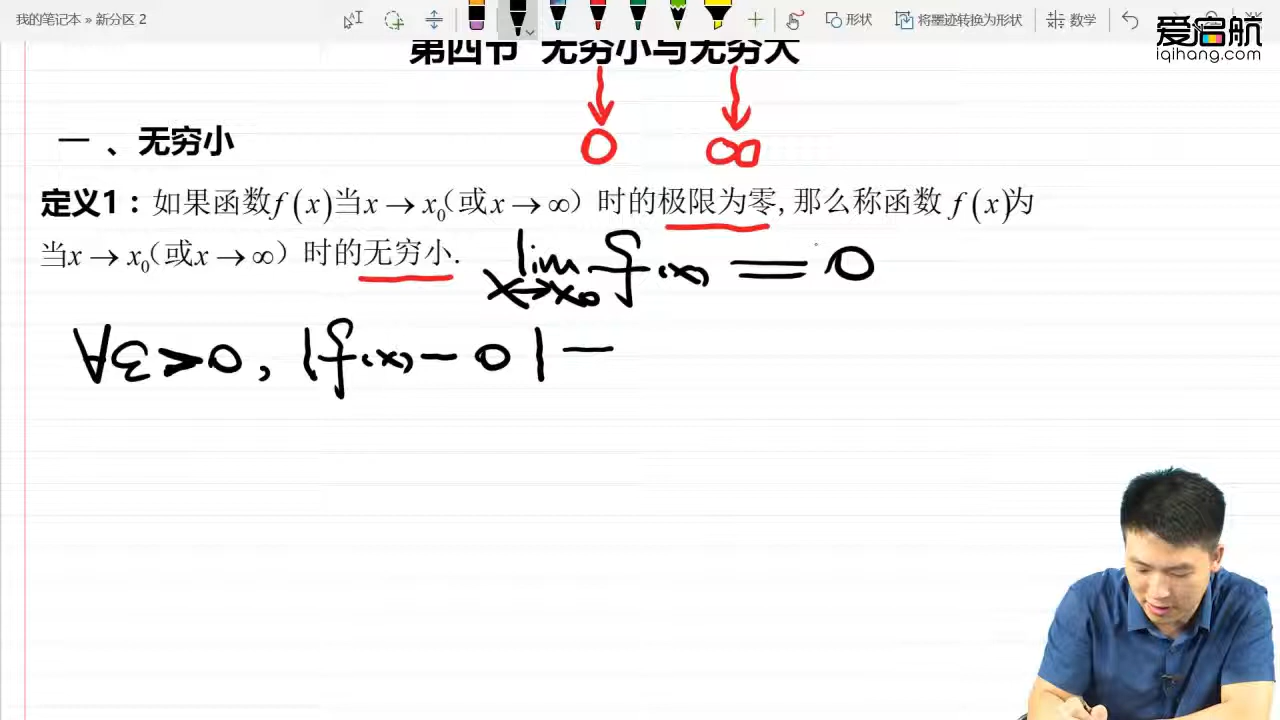 我的笔记本 » 新分区 2
形状
将墨迹转换为形状
数学
爱启航
iqihang.com
第四节 无穷小与无穷大
0 ∞
一 、无穷小
定义1：如果函数f(x)当x→x₀(或x→∞）时的极限为零,那么称函数 f(x)为
当x→x₀(或x→∞）时的无穷小.
lim f(x) = 0
x→x₀
∀ε>0, |f(x)-0| —